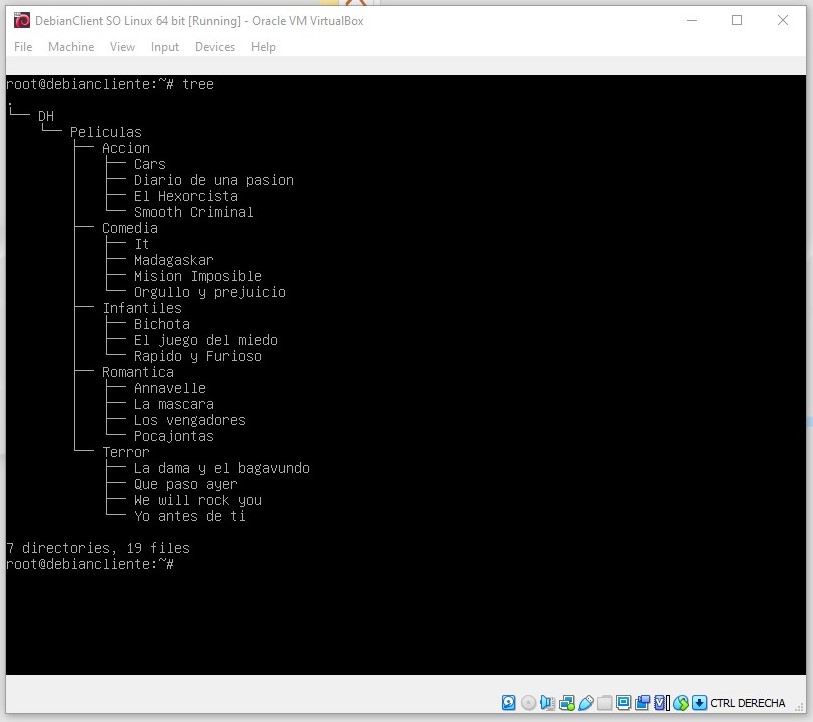 DebianClient SO Linux 64 bit [Running] - Oracle VM VirtualBox
File Machine View Input Devices Help
root@debiancliente:~# tree
.
└── DH
    └── Peliculas
        ├── Accion
        │   ├── Cars
        │   ├── Diario de una pasion
        │   ├── El Hexorcista
        │   └── Smooth Criminal
        ├── Comedia
        │   ├── It
        │   ├── Madagaskar
        │   ├── Mision Imposible
        │   └── Orgullo y prejuicio
        ├── Infantiles
        │   ├── Bichota
        │   ├── El juego del miedo
        │   └── Rapido y Furioso
        ├── Romantica
        │   ├── Annavelle
        │   ├── La mascara
        │   ├── Los vengadores
        │   └── Pocajontas
        └── Terror
            ├── La dama y el bagavundo
            ├── Que paso ayer
            ├── We will rock you
            └── Yo antes de ti
7 directories, 19 files
root@debiancliente:~#
CTRL DERECHA